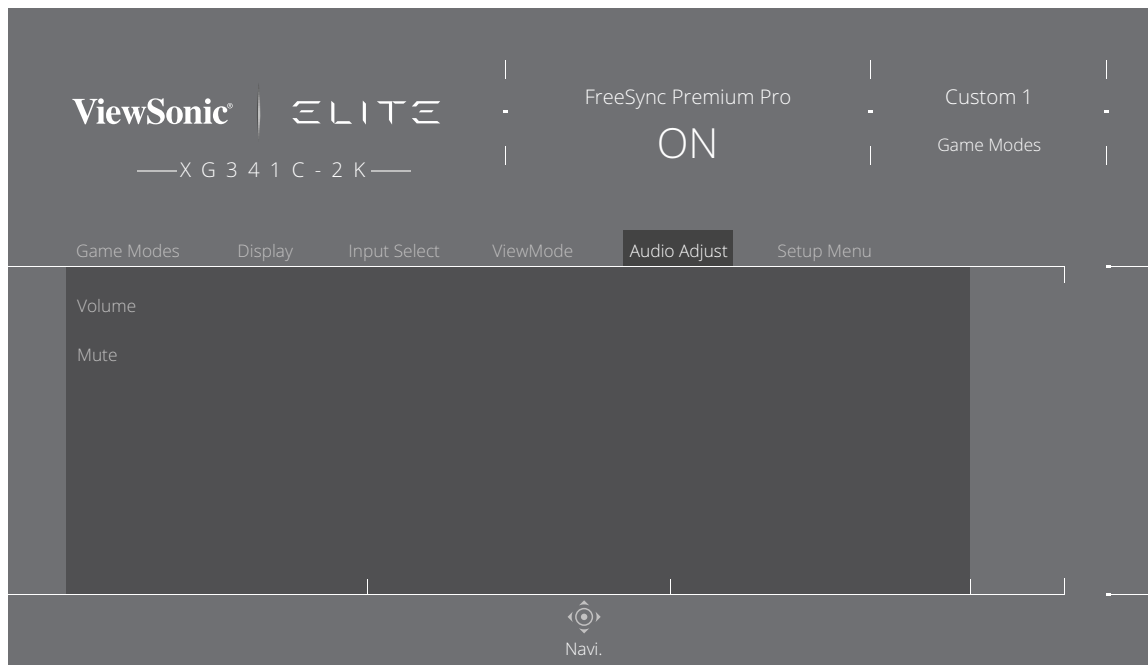 ViewSonic® ELITE
XG341C-2K
FreeSync Premium Pro
ON
Custom 1
Game Modes
Game Modes Display Input Select ViewMode Audio Adjust Setup Menu
Volume
Mute
Navi.